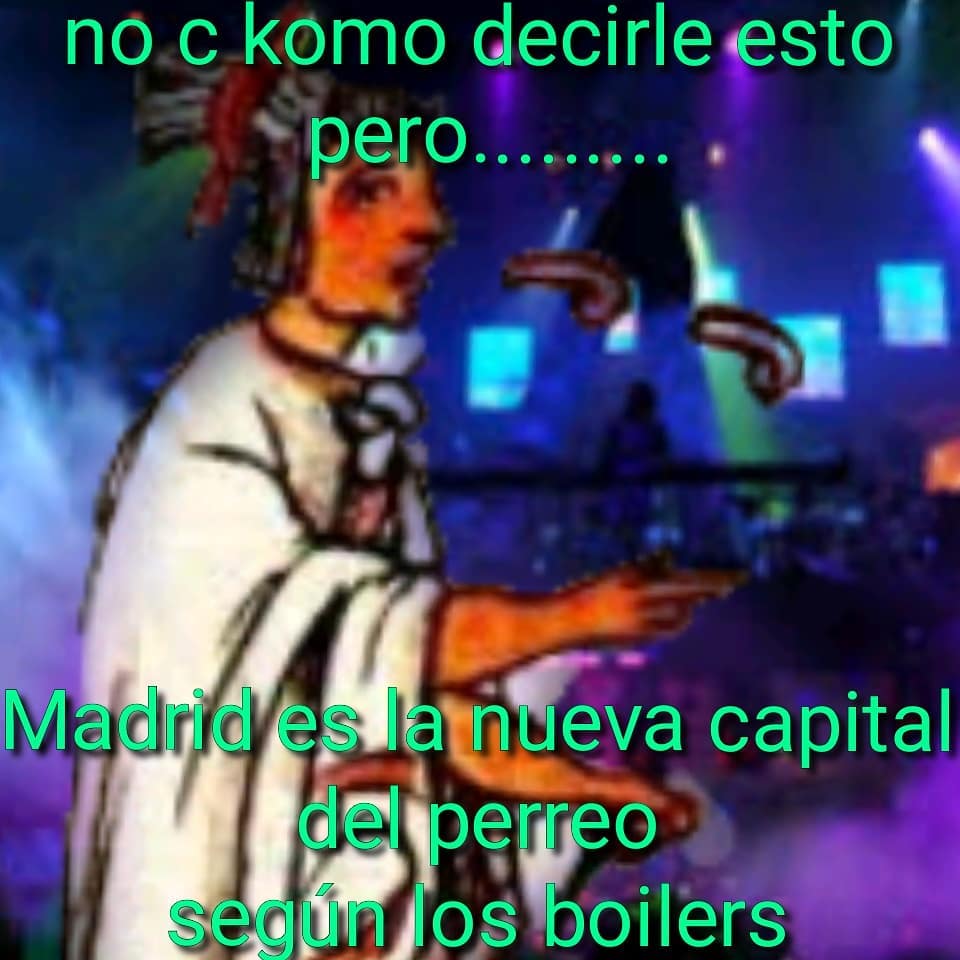 no c komo decirle esto
pero.........
Madrid es la nueva capital
del perreo
según los boilers